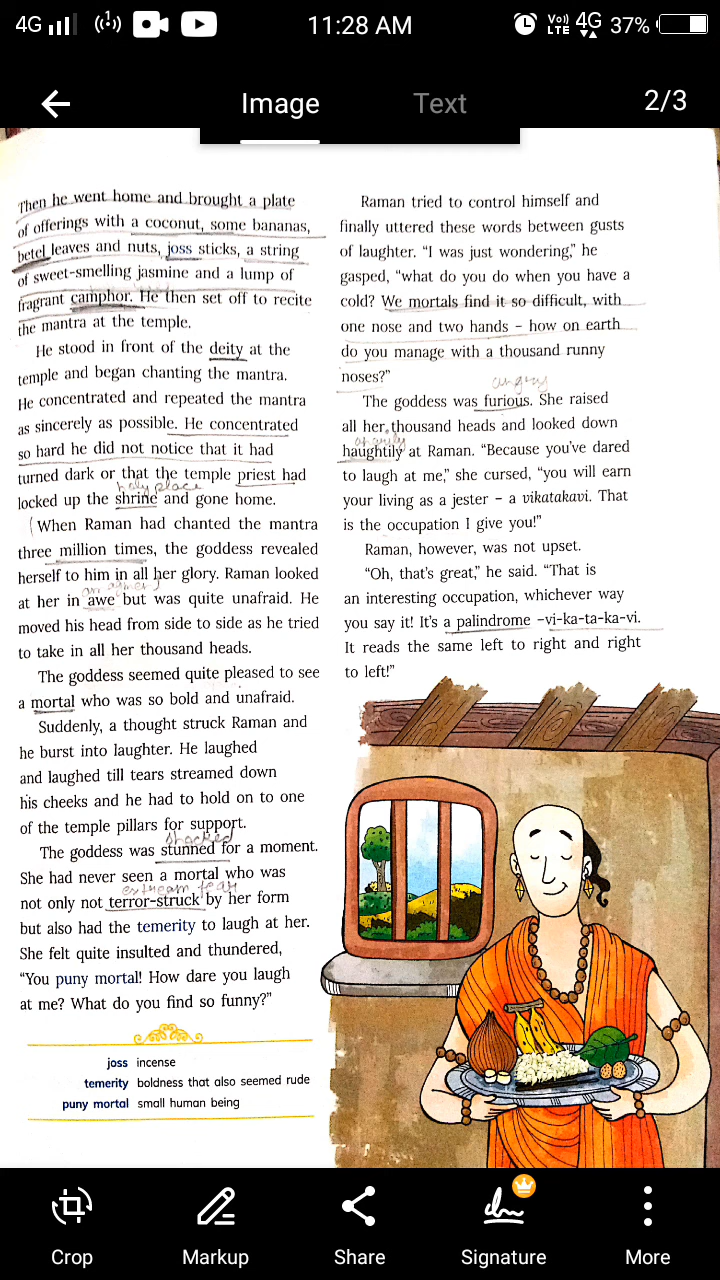 4G
11:28 AM
Vo))
LTE
4G
37%
Image
Text
2/3
Then he went home and brought a plate
of offerings with a coconut, some bananas,
betel leaves and nuts, joss sticks, a string
of sweet-smelling jasmine and a lump of
fragrant camphor. He then set off to recite
the mantra at the temple.
He stood in front of the deity at the
temple and began chanting the mantra.
He concentrated and repeated the mantra
as sincerely as possible. He concentrated
so hard he did not notice that it had
turned dark or that the temple priest had
holy place
locked up the shrine and gone home.
When Raman had chanted the mantra
three million times, the goddess revealed
herself to him in all her glory. Raman looked
at her in awe but was quite unafraid. He
moved his head from side to side as he tried
to take in all her thousand heads.
The goddess seemed quite pleased to see
a mortal who was so bold and unafraid.
Suddenly, a thought struck Raman and
he burst into laughter. He laughed
and laughed till tears streamed down
his cheeks and he had to hold on to one
of the temple pillars for support.
shocked
The goddess was stunned for a moment.
She had never seen a mortal who was
extream fear
not only not terror-struck by her form
but also had the temerity to laugh at her.
She felt quite insulted and thundered,
“You puny mortal! How dare you laugh
at me? What do you find so funny?”
joss incense
temerity boldness that also seemed rude
puny mortal small human being
Raman tried to control himself and
finally uttered these words between gusts
of laughter. “I was just wondering,” he
gasped, “what do you do when you have a
cold? We mortals find it so difficult, with
one nose and two hands – how on earth
do you manage with a thousand runny
noses?”
angry
The goddess was furious. She raised
all her thousand heads and looked down
angrily
haughtily at Raman. “Because you’ve dared
to laugh at me,” she cursed, “you will earn
your living as a jester – a vikatakavi. That
is the occupation I give you!”
Raman, however, was not upset.
“Oh, that’s great,” he said. “That is
an interesting occupation, whichever way
you say it! It’s a palindrome –vi-ka-ta-ka-vi.
It reads the same left to right and right
to left!”
Crop
Markup
Share
Signature
More